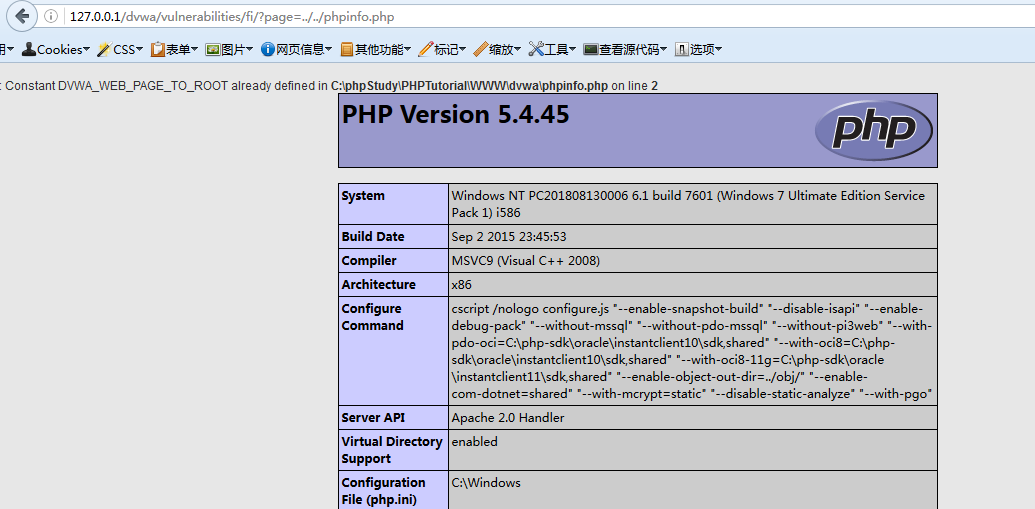 127.0.0.1/dvwa/vulnerabilities/fi/?page=../../phpinfo.php
用 Cookies CSS 表单 图片 网页信息 其他功能 标记 缩放 工具 查看源代码 选项
: Constant DVWA_WEB_PAGE_TO_ROOT already defined in C:\phpStudy\PHPTutorial\WWW\dvwa\phpinfo.php on line 2
PHP Version 5.4.45
php
System
Windows NT PC201808130006 6.1 build 7601 (Windows 7 Ultimate Edition Service
Pack 1) i586
Build Date
Sep 2 2015 23:45:53
Compiler
MSVC9 (Visual C++ 2008)
Architecture
x86
Configure
Command
cscript /nologo configure.js "--enable-snapshot-build" "--disable-isapi" "--enable-
debug-pack" "--without-mssql" "--without-pdo-mssql" "--without-pi3web" "--with-
pdo-oci=C:\php-sdk\oracle\instantclient10\sdk,shared" "--with-oci8=C:\php-
sdk\oracle\instantclient10\sdk,shared" "--with-oci8-11g=C:\php-sdk\oracle
\instantclient11\sdk,shared" "--enable-object-out-dir=../obj/" "--enable-
com-dotnet=shared" "--with-mcrypt=static" "--disable-static-analyze" "--with-pgo"
Server API
Apache 2.0 Handler
Virtual Directory
Support
enabled
Configuration
File (php.ini)
C:\Windows